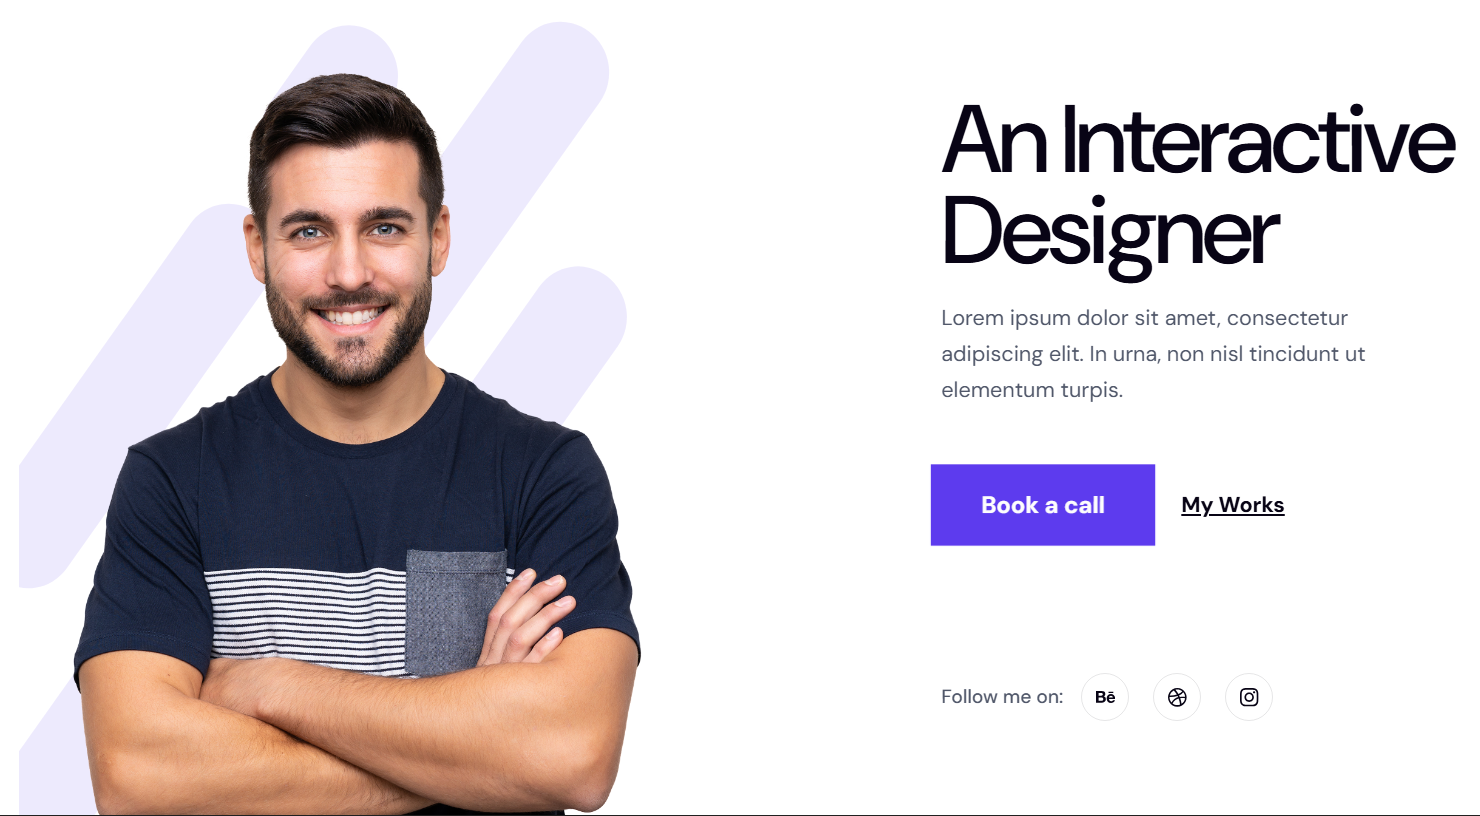 An Interactive
Designer
Lorem ipsum dolor sit amet, consectetur
adipiscing elit. In urna, non nisl tincidunt ut
elementum turpis.
Book a call
My Works
Follow me on:
Bē